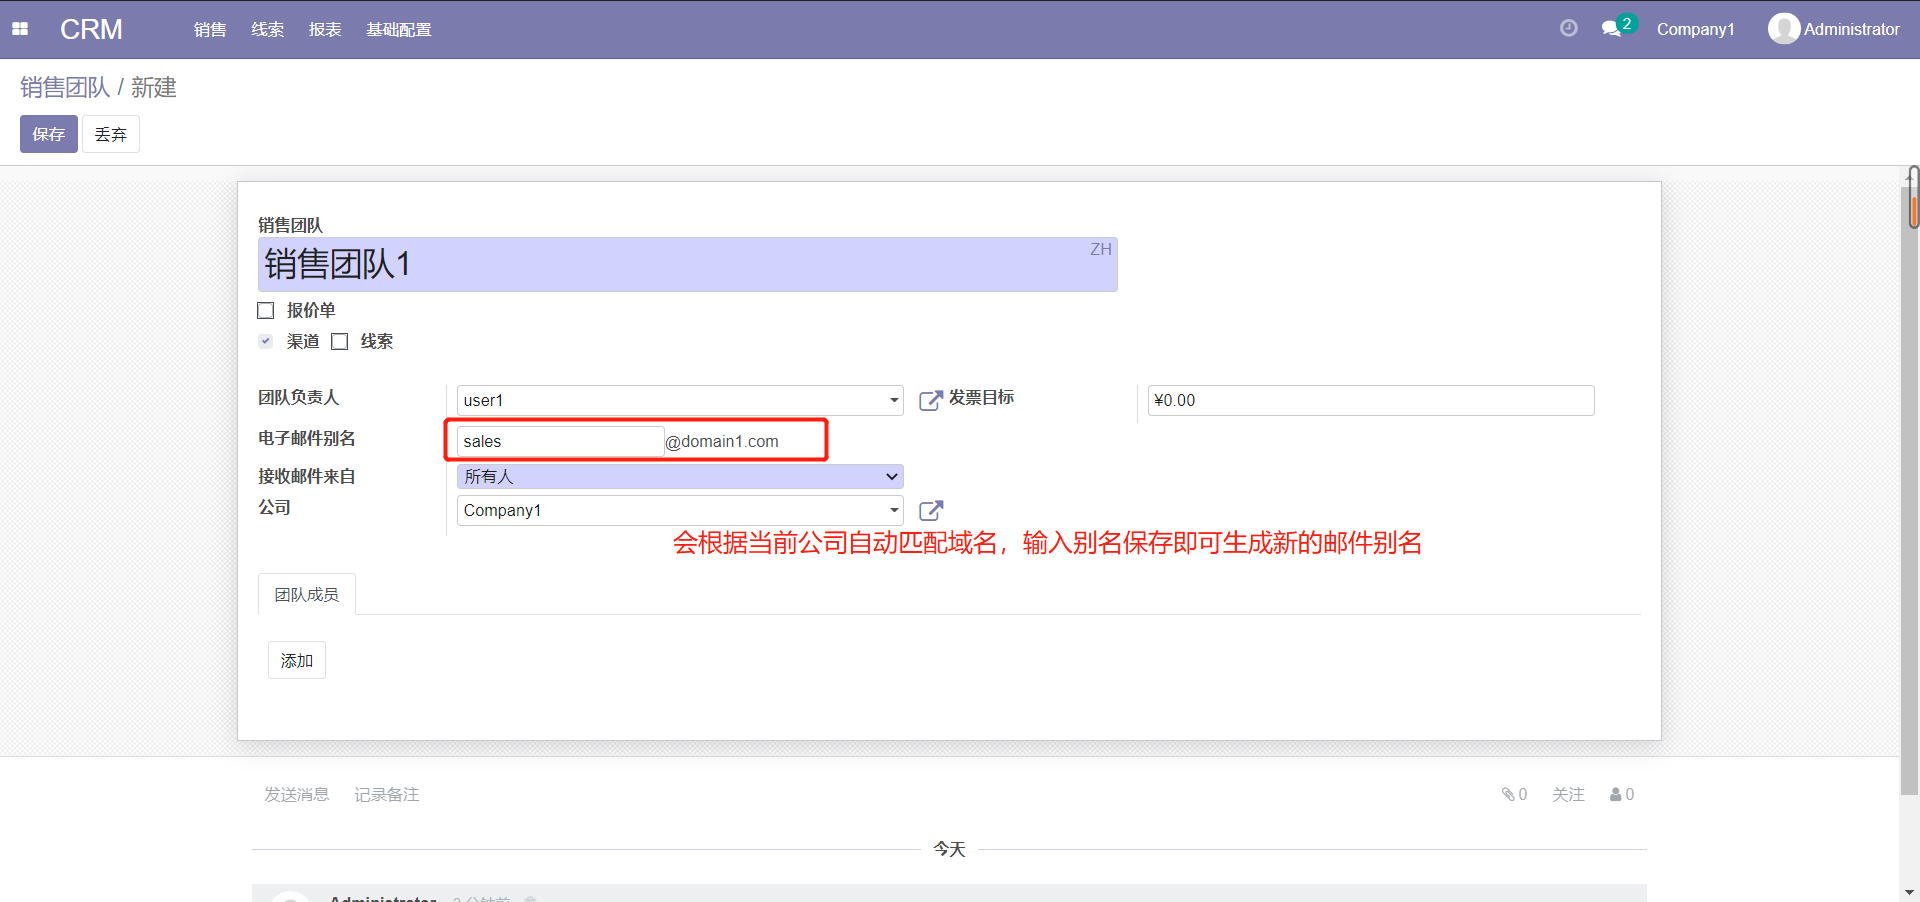 CRM 销售 线索 报表 基础配置 2 Company1 Administrator
销售团队 / 新建
保存 丢弃
销售团队
销售团队1 ZH
报价单
渠道 线索
团队负责人 user1 发票目标 ¥0.00
电子邮件别名 sales @domain1.com
接收邮件来自 所有人
公司 Company1
会根据当前公司自动匹配域名，输入别名保存即可生成新的邮件别名
团队成员
添加
发送消息 记录备注 0 关注 0
今天
Administrator